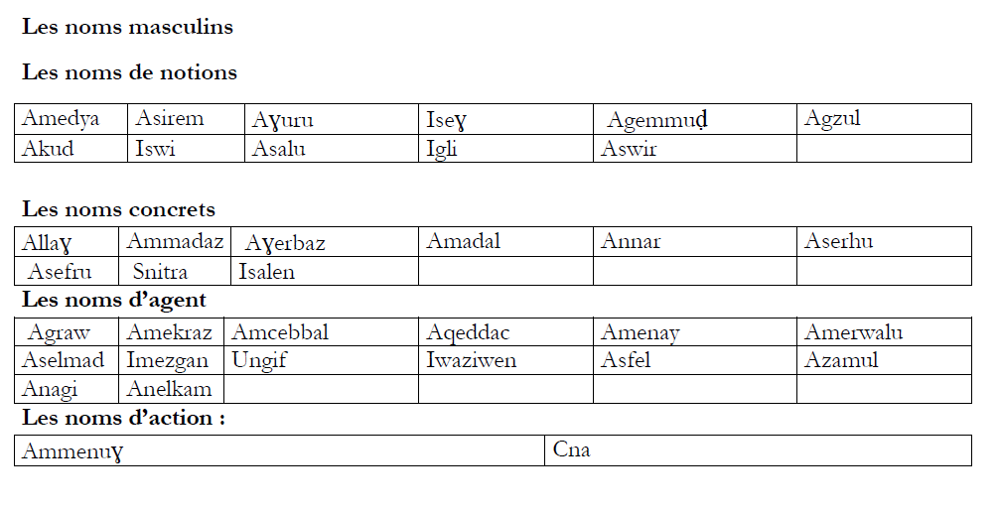 Les noms masculins
Les noms de notions
Amedya Asirem Aɣuru Iseɣ Agemmuḍ Agzul
Akud Iswi Asalu Igli Aswir
Les noms concrets
Allaɣ Ammadaz Aɣerbaz Amadal Annar Aserhu
Asefru Snitra Isalen
Les noms d’agent
Agraw Amekraz Amcebbal Aqeddac Amenay Amerwalu
Aselmad Imezgan Ungif Iwaziwen Asfel Azamul
Anagi Anelkam
Les noms d’action :
Ammenuɣ Cna